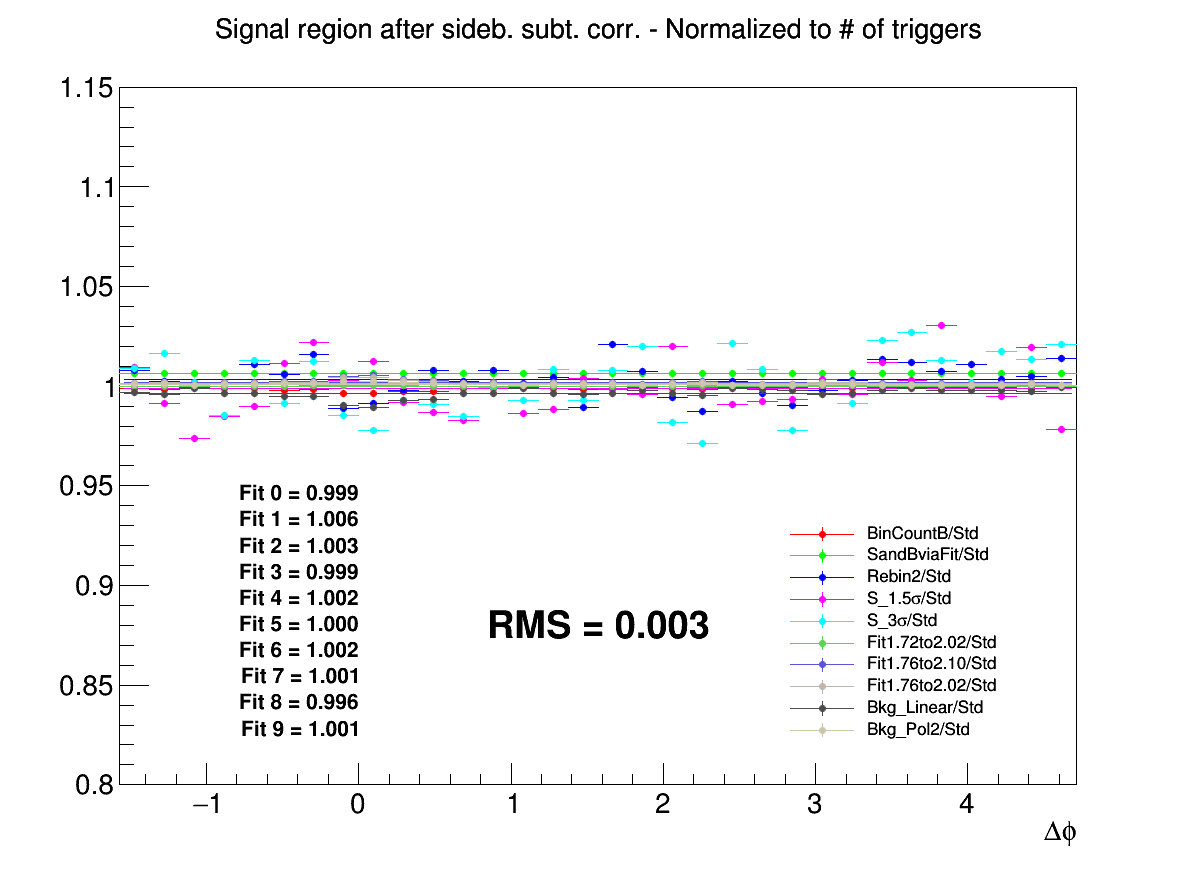 Signal region after sideb. subt. corr. - Normalized to # of triggers
1.15
1.1
1.05
1
0.95
0.9
0.85
0.8
Fit 0 = 0.999
Fit 1 = 1.006
Fit 2 = 1.003
Fit 3 = 0.999
Fit 4 = 1.002
Fit 5 = 1.000
Fit 6 = 1.002
Fit 7 = 1.001
Fit 8 = 0.996
Fit 9 = 1.001
RMS = 0.003
BinCountB/Std
SandBviaFit/Std
Rebin2/Std
S_1.5σ/Std
S_3σ/Std
Fit1.72to2.02/Std
Fit1.76to2.10/Std
Fit1.76to2.02/Std
Bkg_Linear/Std
Bkg_Pol2/Std
−1 0 1 2 3 4
Δϕ